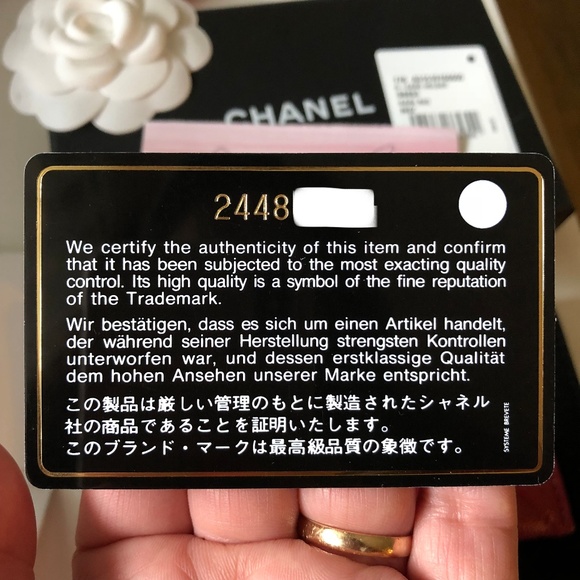 CHANEL
2448
We certify the authenticity of this item and confirm
that it has been subjected to the most exacting quality
control. Its high quality is a symbol of the fine reputation
of the Trademark.
Wir bestätigen, dass es sich um einen Artikel handelt,
der während seiner Herstellung strengsten Kontrollen
unterworfen war, und dessen erstklassige Qualität
dem hohen Ansehen unserer Marke entspricht.
この製品は厳しい管理のもとに製造されたシャネル
社の商品であることを証明いたします。
このブランド・マークは最高級品質の象徴です。
SYSTEME BREVETE